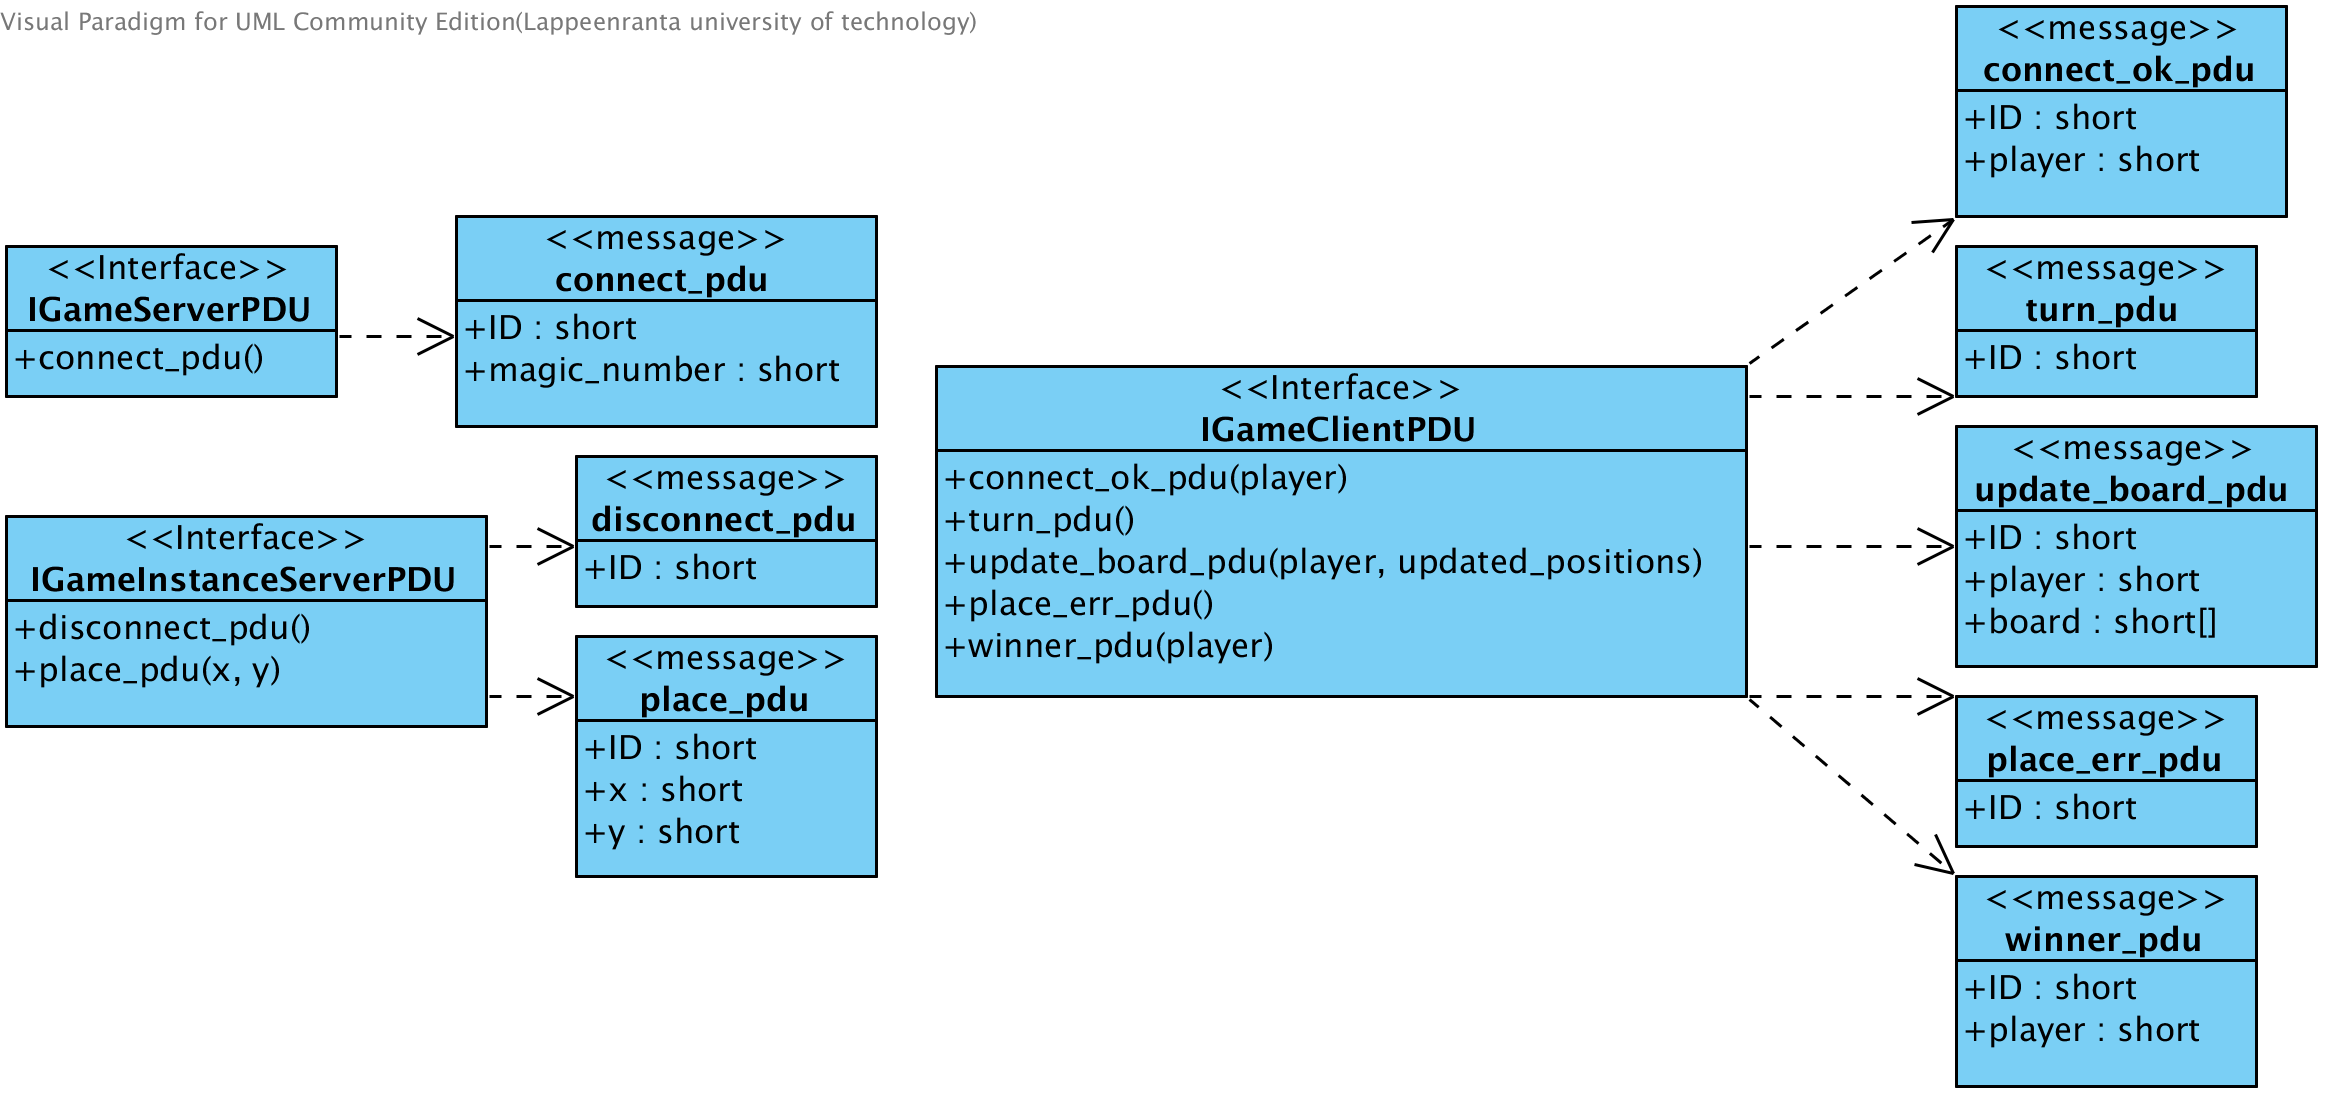 Visual Paradigm for UML Community Edition(Lappeenranta university of technology)
<<Interface>>
IGameServerPDU
+connect_pdu()
<<message>>
connect_pdu
+ID : short
+magic_number : short
<<Interface>>
IGameInstanceServerPDU
+disconnect_pdu()
+place_pdu(x, y)
<<message>>
disconnect_pdu
+ID : short
<<message>>
place_pdu
+ID : short
+x : short
+y : short
<<Interface>>
IGameClientPDU
+connect_ok_pdu(player)
+turn_pdu()
+update_board_pdu(player, updated_positions)
+place_err_pdu()
+winner_pdu(player)
<<message>>
connect_ok_pdu
+ID : short
+player : short
<<message>>
turn_pdu
+ID : short
<<message>>
update_board_pdu
+ID : short
+player : short
+board : short[]
<<message>>
place_err_pdu
+ID : short
<<message>>
winner_pdu
+ID : short
+player : short